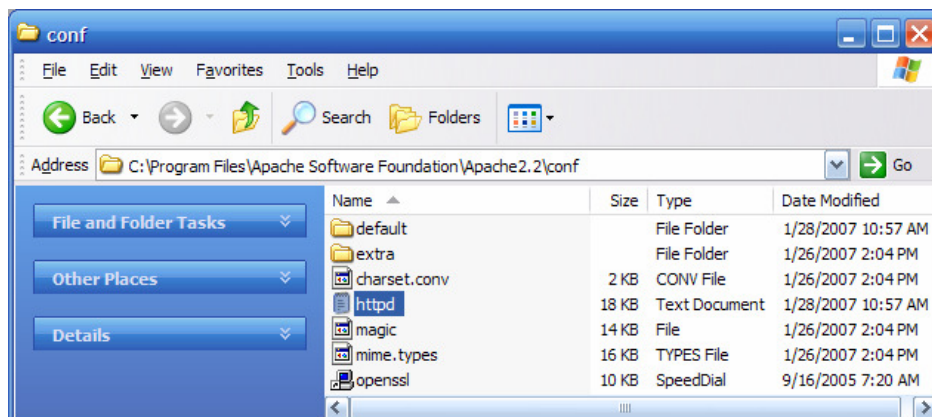 conf
File Edit View Favorites Tools Help
Back Search Folders
Address C:\Program Files\Apache Software Foundation\Apache2.2\conf Go
File and Folder Tasks
Other Places
Details
Name Size Type Date Modified
default File Folder 1/28/2007 10:57 AM
extra File Folder 1/26/2007 2:04 PM
charset.conv 2 KB CONV File 1/26/2007 2:04 PM
httpd 18 KB Text Document 1/28/2007 10:57 AM
magic 14 KB File 1/26/2007 2:04 PM
mime.types 16 KB TYPES File 1/26/2007 2:04 PM
openssl 10 KB SpeedDial 9/16/2005 7:20 AM